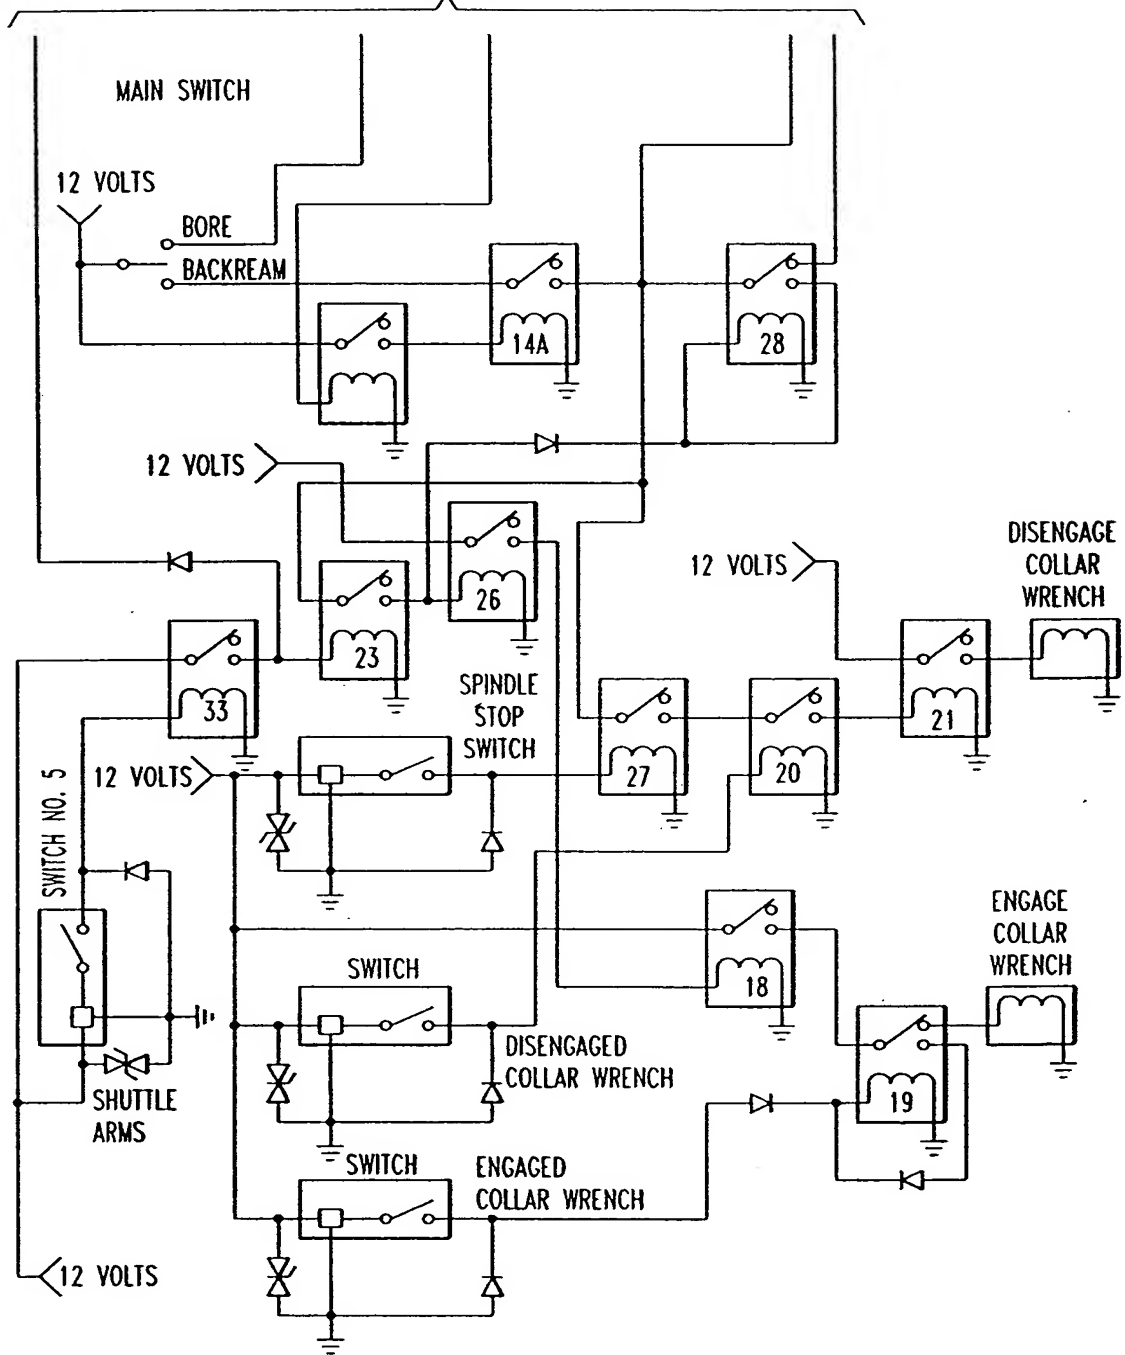 MAIN SWITCH
12 VOLTS
BORE
BACKREAM
14A
28
12 VOLTS
26
12 VOLTS
DISENGAGE
COLLAR
WRENCH
23
33
SPINDLE
STOP
SWITCH
21
27
20
12 VOLTS
SWITCH NO. 5
ENGAGE
COLLAR
WRENCH
18
SWITCH
DISENGAGED
COLLAR WRENCH
19
SHUTTLE
ARMS
SWITCH
ENGAGED
COLLAR WRENCH
12 VOLTS